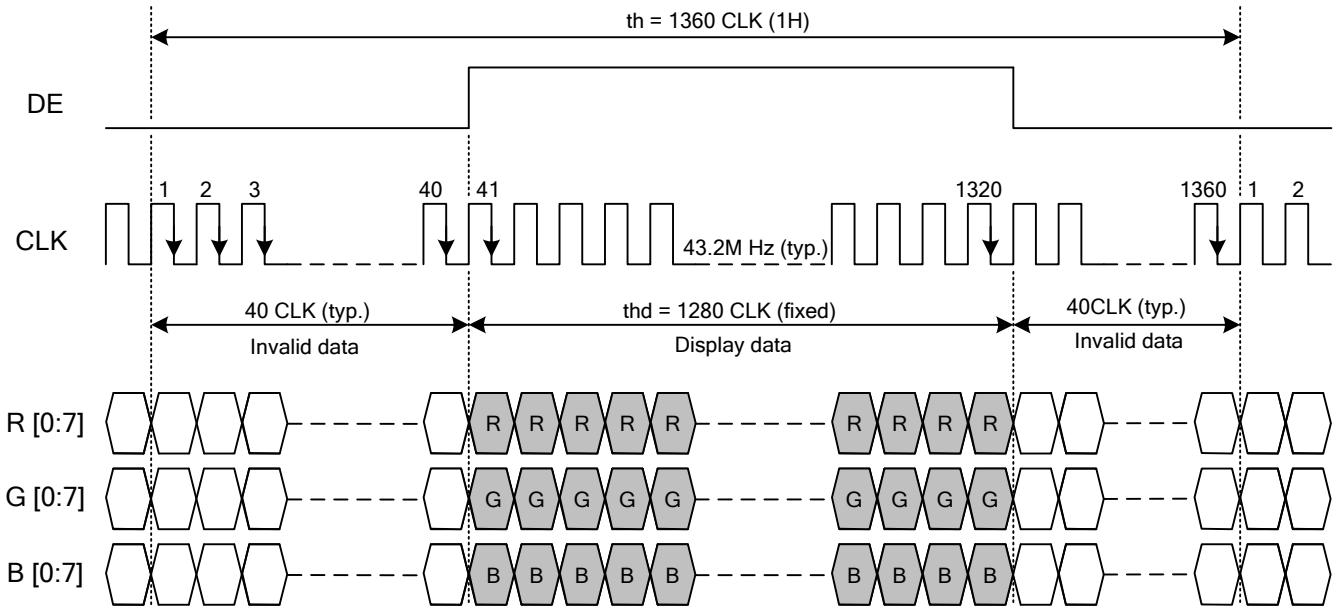 th = 1360 CLK (1H)
DE
1 2 3 40 41 1320 1360 1 2
CLK
43.2M Hz (typ.)
40 CLK (typ.) thd = 1280 CLK (fixed) 40CLK (typ.)
Invalid data Display data Invalid data
R [0:7] R R R R R R R R R
G [0:7] G G G G G G G G G
B [0:7] B B B B B B B B B